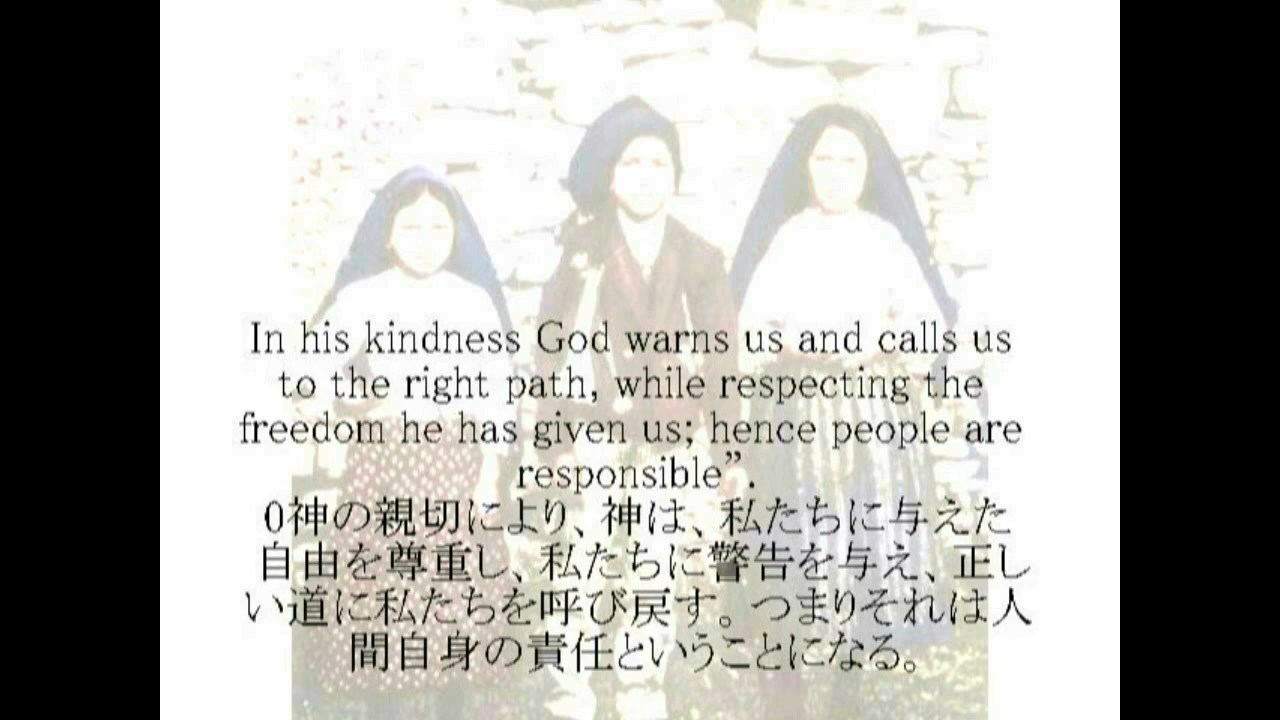 In his kindness God warns us and calls us
to the right path, while respecting the
freedom he has given us; hence people are
responsible”.
0神の親切により、神は、私たちに与えた
自由を尊重し、私たちに警告を与え、正し
い道に私たちを呼び戻す。つまりそれは人
間自身の責任ということになる。